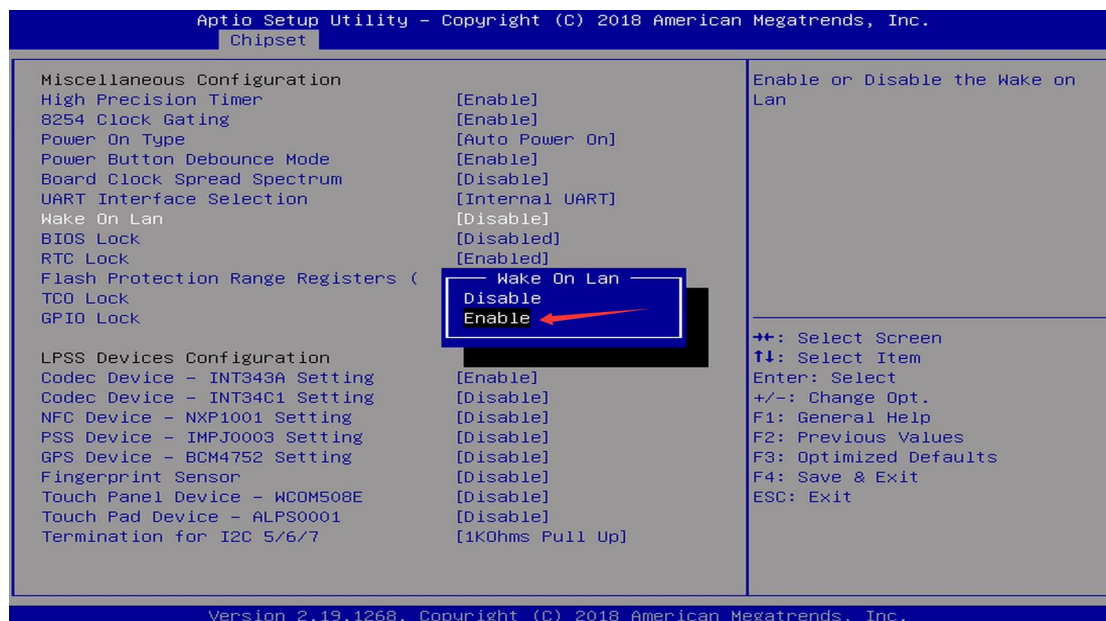 Aptio Setup Utility – Copyright (C) 2018 American Megatrends, Inc.
Chipset
Miscellaneous Configuration
High Precision Timer [Enable]
8254 Clock Gating [Enable]
Power On Type [Auto Power On]
Power Button Debounce Mode [Enable]
Board Clock Spread Spectrum [Disable]
UART Interface Selection [Internal UART]
Wake On Lan [Disable]
BIOS Lock [Disabled]
RTC Lock [Enabled]
Flash Protection Range Registers (
TCO Lock
GPIO Lock
Wake On Lan
Disable
Enable
LPSS Devices Configuration
Codec Device – INT343A Setting [Enable]
Codec Device – INT34C1 Setting [Disable]
NFC Device – NXP1001 Setting [Disable]
PSS Device – IMPJ0003 Setting [Disable]
GPS Device – BCM4752 Setting [Disable]
Fingerprint Sensor [Disable]
Touch Panel Device – WCOM508E [Disable]
Touch Pad Device – ALPS0001 [Disable]
Termination for I2C 5/6/7 [1KOhms Pull Up]
Enable or Disable the Wake on
Lan
→←: Select Screen
↑↓: Select Item
Enter: Select
+/-: Change Opt.
F1: General Help
F2: Previous Values
F3: Optimized Defaults
F4: Save & Exit
ESC: Exit
Version 2.19.1268. Copyright (C) 2018 American Megatrends, Inc.